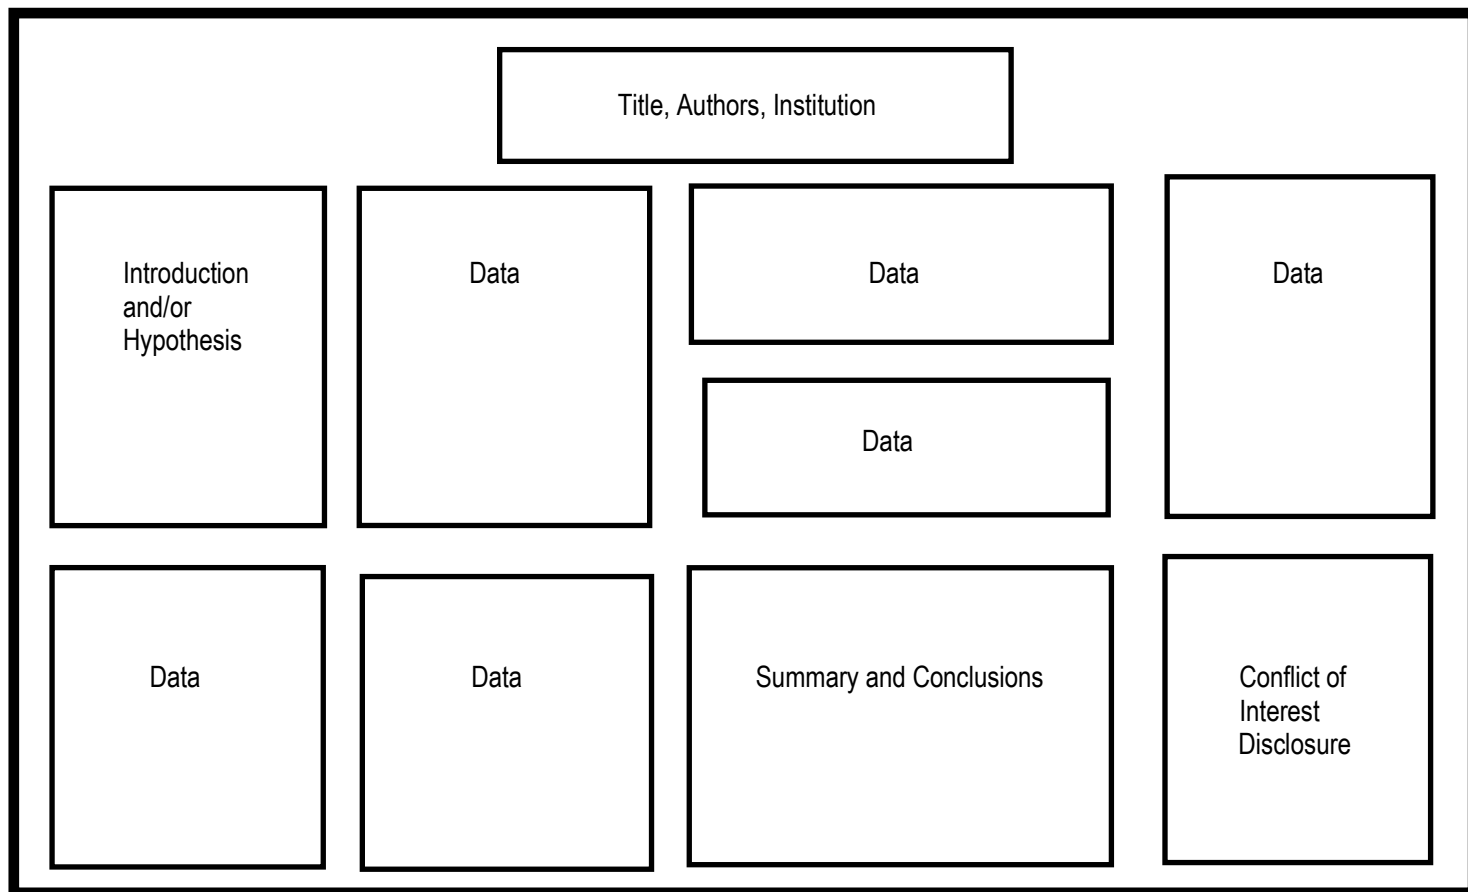 Title, Authors, Institution
Introduction
and/or
Hypothesis
Data
Data
Data
Data
Data
Data
Summary and Conclusions
Conflict of
Interest
Disclosure